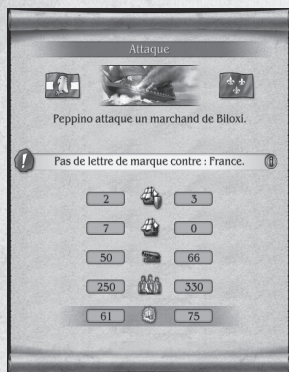 Attaque
Peppino attaque un marchand de Biloxi.
Pas de lettre de marque contre : France.
2 3
7 0
50 66
250 330
61 75